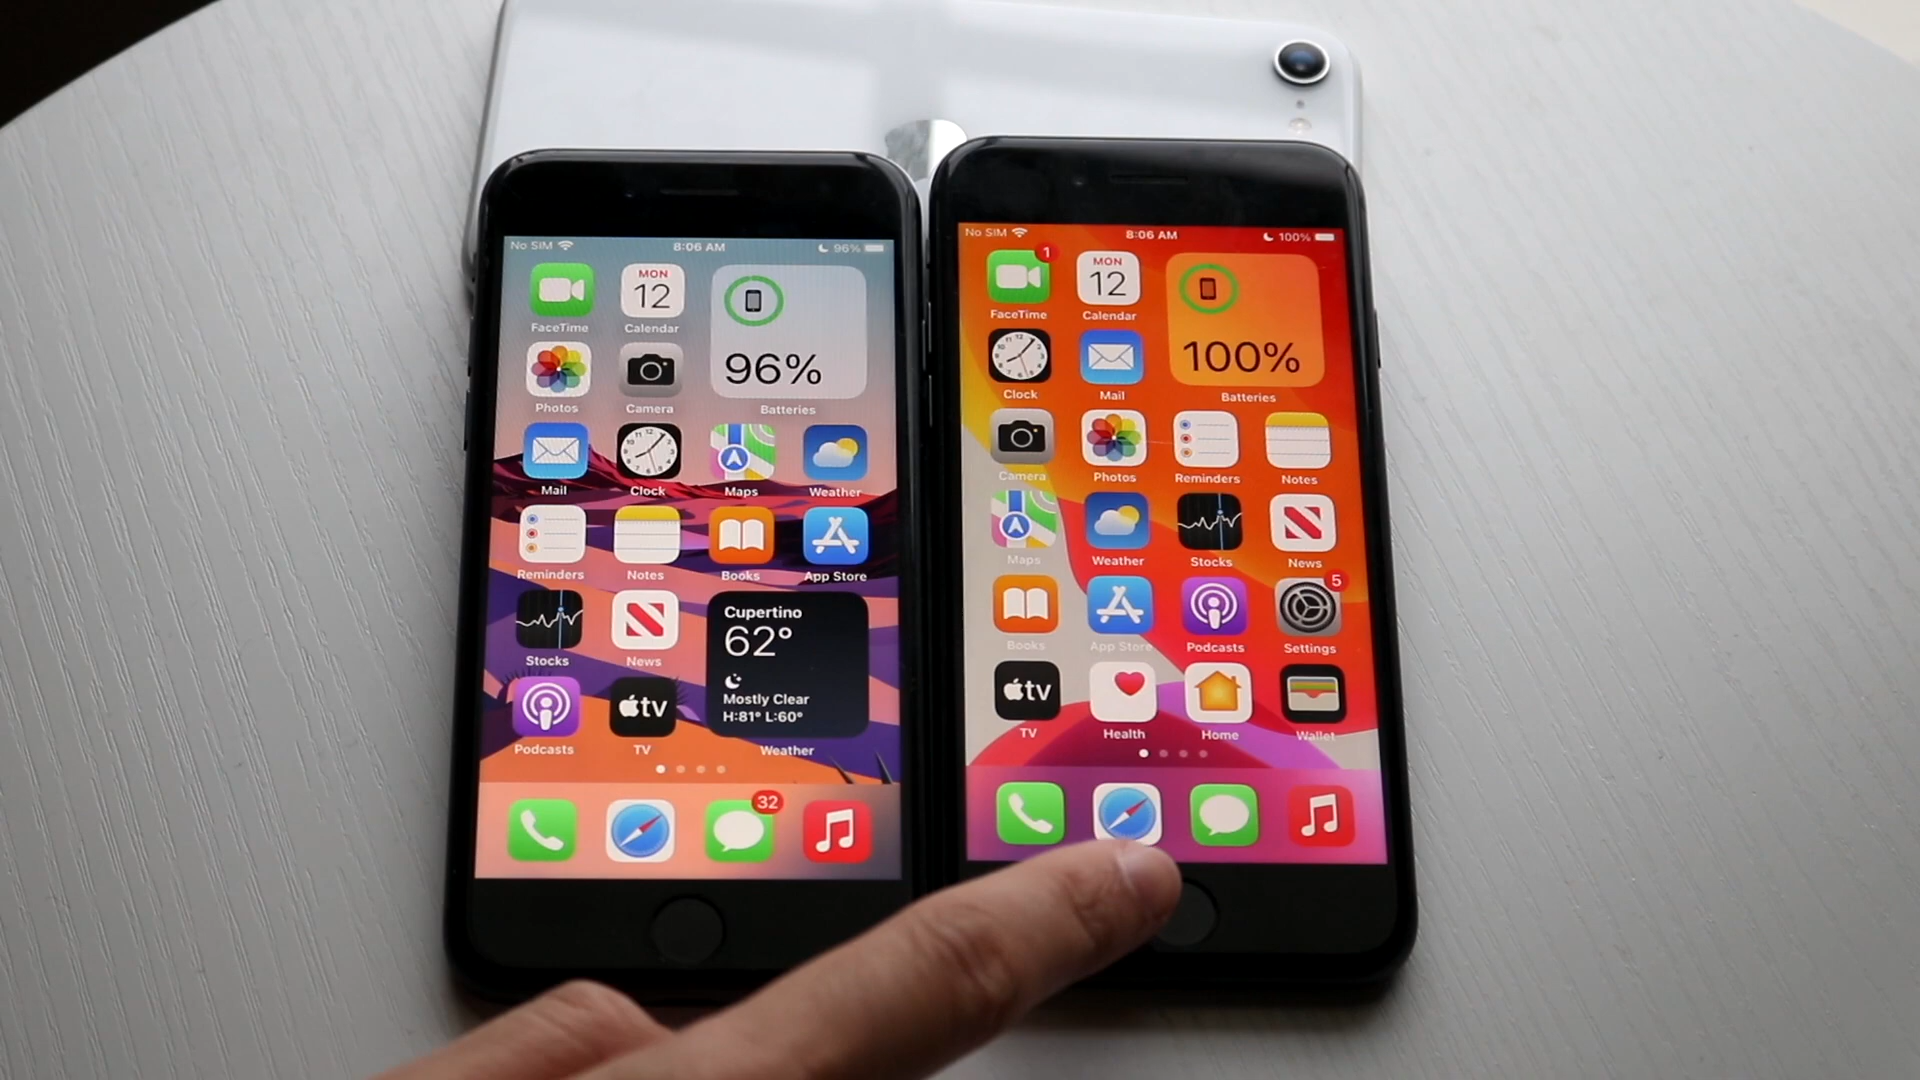 No SIM 8:06 AM 96%
MON
12
96%
FaceTime Calendar
Photos Camera Batteries
Mail Clock Maps Weather
Reminders Notes Books App Store
Cupertino
62°
Stocks News
Mostly Clear
H:81° L:60°
tv
Podcasts TV Weather
32
No SIM 8:06 AM 100%
1
MON
12
FaceTime Calendar
100%
Clock Mail Batteries
Camera Photos Reminders Notes
Maps Weather Stocks News
5
Books App Store Podcasts Settings
tv
TV Health Home Wallet